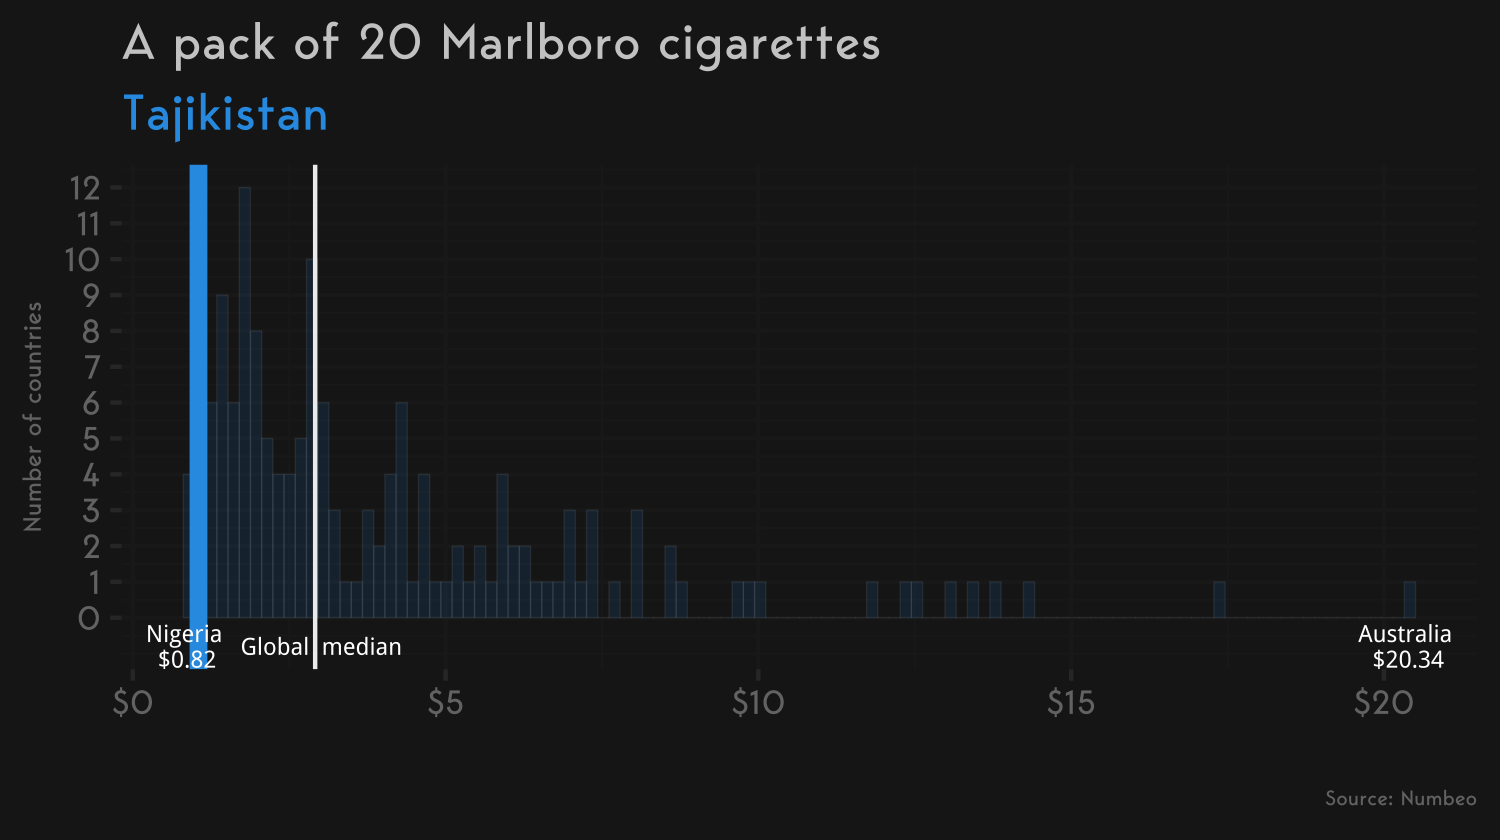 A pack of 20 Marlboro cigarettes
Tajikistan
Number of countries
12
11
10
9
8
7
6
5
4
3
2
1
0
Nigeria
$0.82
Global median
Australia
$20.34
$0 $5 $10 $15 $20
Source: Numbeo